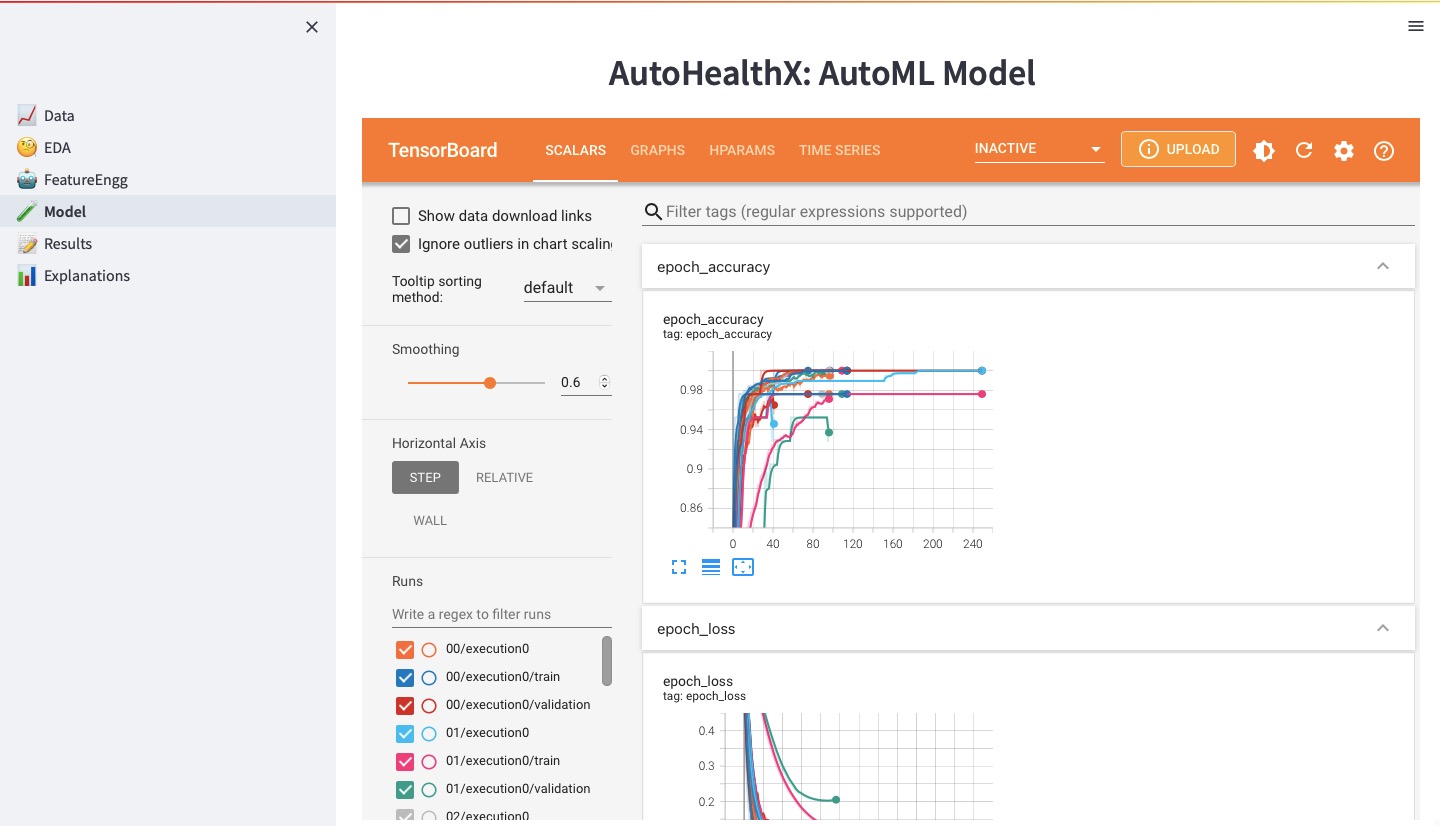 AutoHealthX: AutoML Model
Data
EDA
FeatureEngg
Model
Results
Explanations
TensorBoard SCALARS GRAPHS HPARAMS TIME SERIES INACTIVE UPLOAD
Show data download links
Ignore outliers in chart scaling
Tooltip sorting
method:
default
Smoothing
0.6
Horizontal Axis
STEP RELATIVE
WALL
Runs
Write a regex to filter runs
00/execution0
00/execution0/train
00/execution0/validation
01/execution0
01/execution0/train
01/execution0/validation
02/execution0
Filter tags (regular expressions supported)
epoch_accuracy
epoch_accuracy
tag: epoch_accuracy
0.98
0.94
0.9
0.86
0 40 80 120 160 200 240
epoch_loss
epoch_loss
tag: epoch_loss
0.4
0.3
0.2